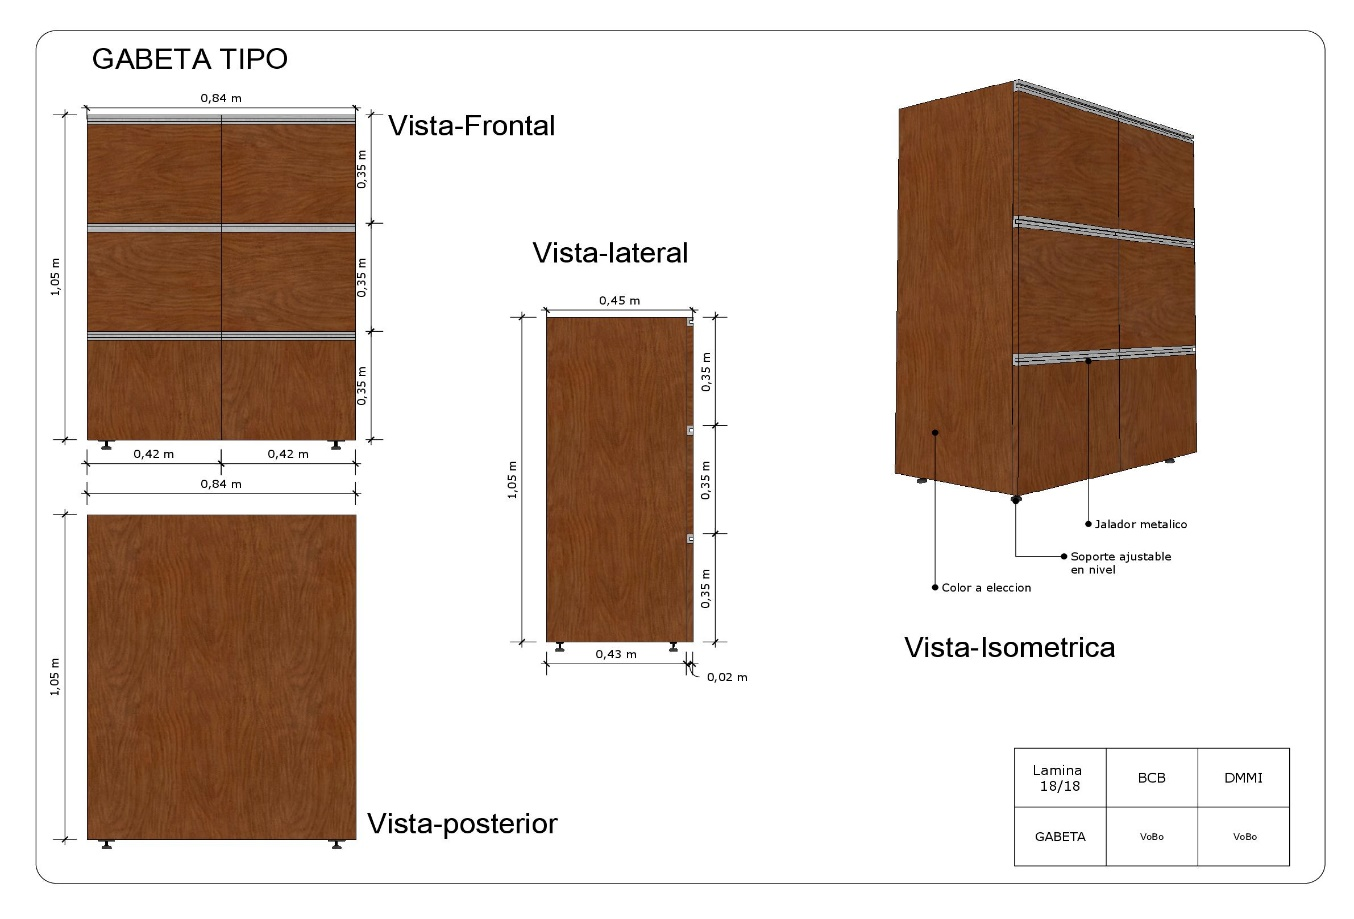 GABETA TIPO
0,84 m
Vista-Frontal
0,35 m
1,05 m
0,35 m
0,35 m
0,42 m
0,42 m
0,84 m
1,05 m
Vista-posterior
Vista-lateral
0,45 m
0,35 m
1,05 m
0,35 m
0,35 m
0,43 m
0,02 m
Jalador metalico
Soporte ajustable
en nivel
Color a eleccion
Vista-Isometrica
Lamina
18/18
BCB
DMMI
GABETA
VoBo
VoBo